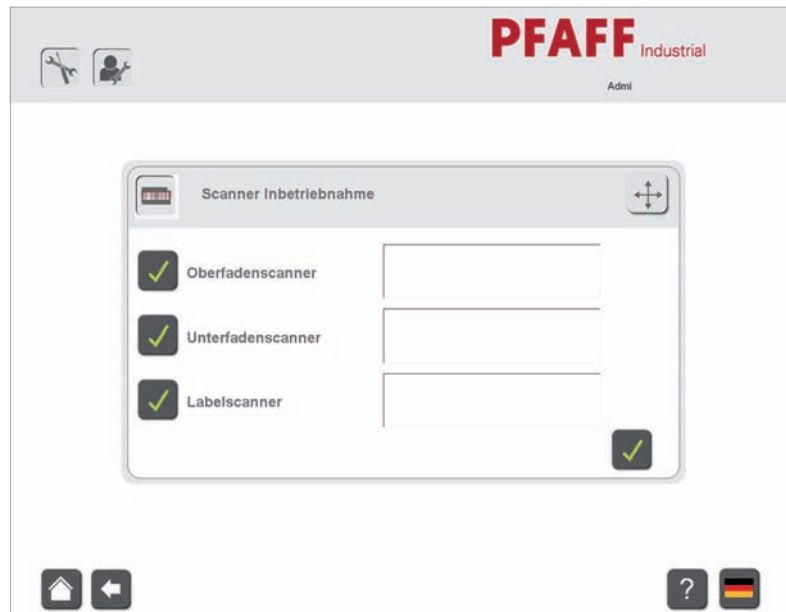 PFAFF Industrial
Admi
Scanner Inbetriebnahme
Oberfadenscanner
Unterfadenscanner
Labelscanner
?